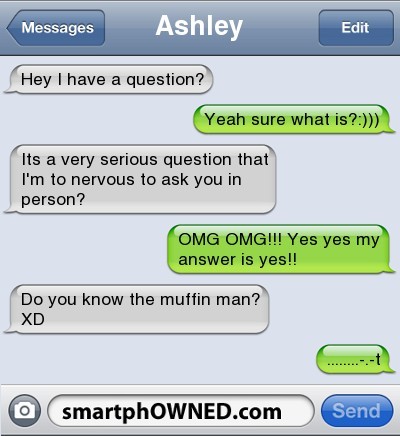 Messages
Ashley
Edit
Hey I have a question?
Yeah sure what is?:)))
Its a very serious question that
I'm to nervous to ask you in
person?
OMG OMG!!! Yes yes my
answer is yes!!
Do you know the muffin man?
XD
........-.-t
smartphOWNED.com
Send